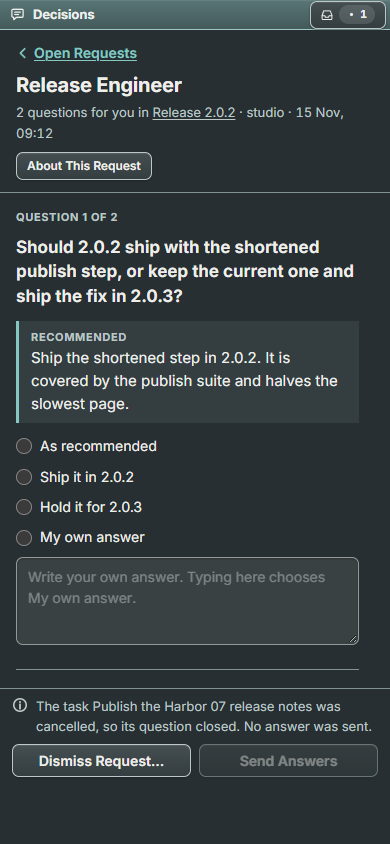 Decisions
• 1
Open Requests
Release Engineer
2 questions for you in Release 2.0.2 · studio · 15 Nov,
09:12
About This Request
QUESTION 1 OF 2
Should 2.0.2 ship with the shortened
publish step, or keep the current one and
ship the fix in 2.0.3?
RECOMMENDED
Ship the shortened step in 2.0.2. It is
covered by the publish suite and halves the
slowest page.
As recommended
Ship it in 2.0.2
Hold it for 2.0.3
My own answer
Write your own answer. Typing here chooses
My own answer.
The task Publish the Harbor 07 release notes was
cancelled, so its question closed. No answer was sent.
Dismiss Request...
Send Answers